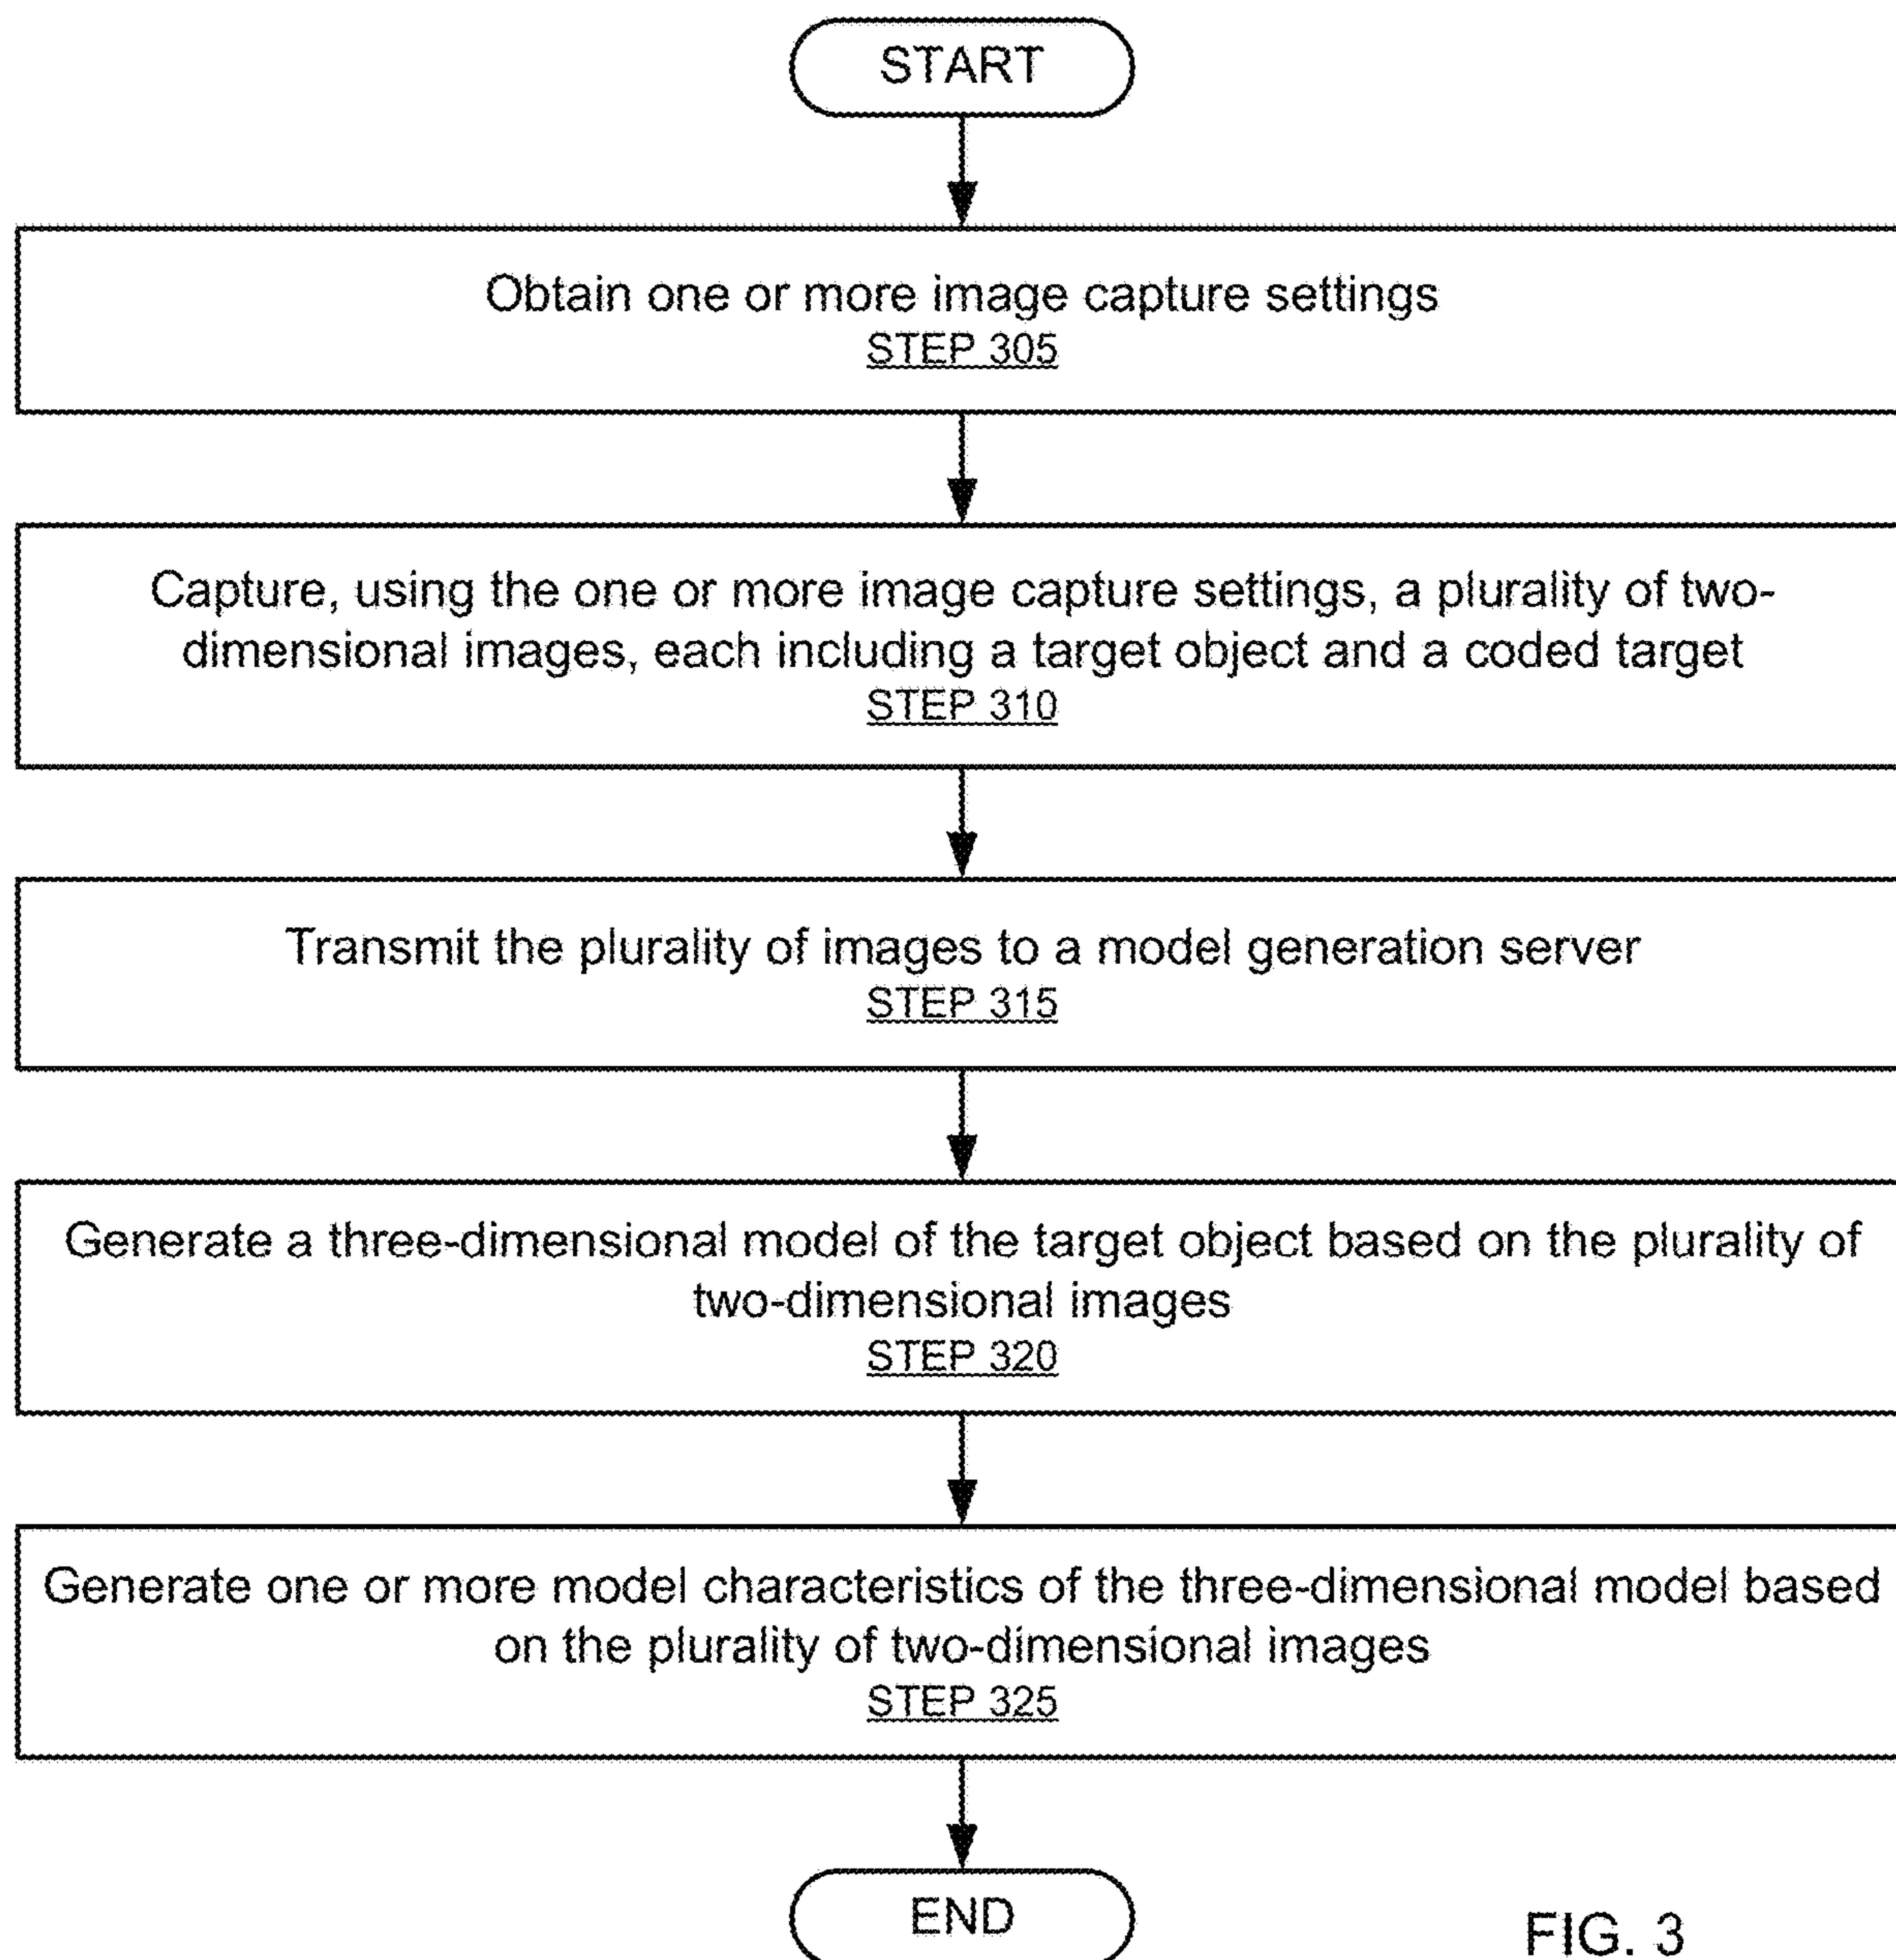 START
Obtain one or more image capture settings
STEP 305
Capture, using the one or more image capture settings, a plurality of two-
dimensional images, each including a target object and a coded target
STEP 310
Transmit the plurality of images to a model generation server
STEP 315
Generate a three-dimensional model of the target object based on the plurality of
two-dimensional images
STEP 320
Generate one or more model characteristics of the three-dimensional model based
on the plurality of two-dimensional images
STEP 325
END
FIG. 3